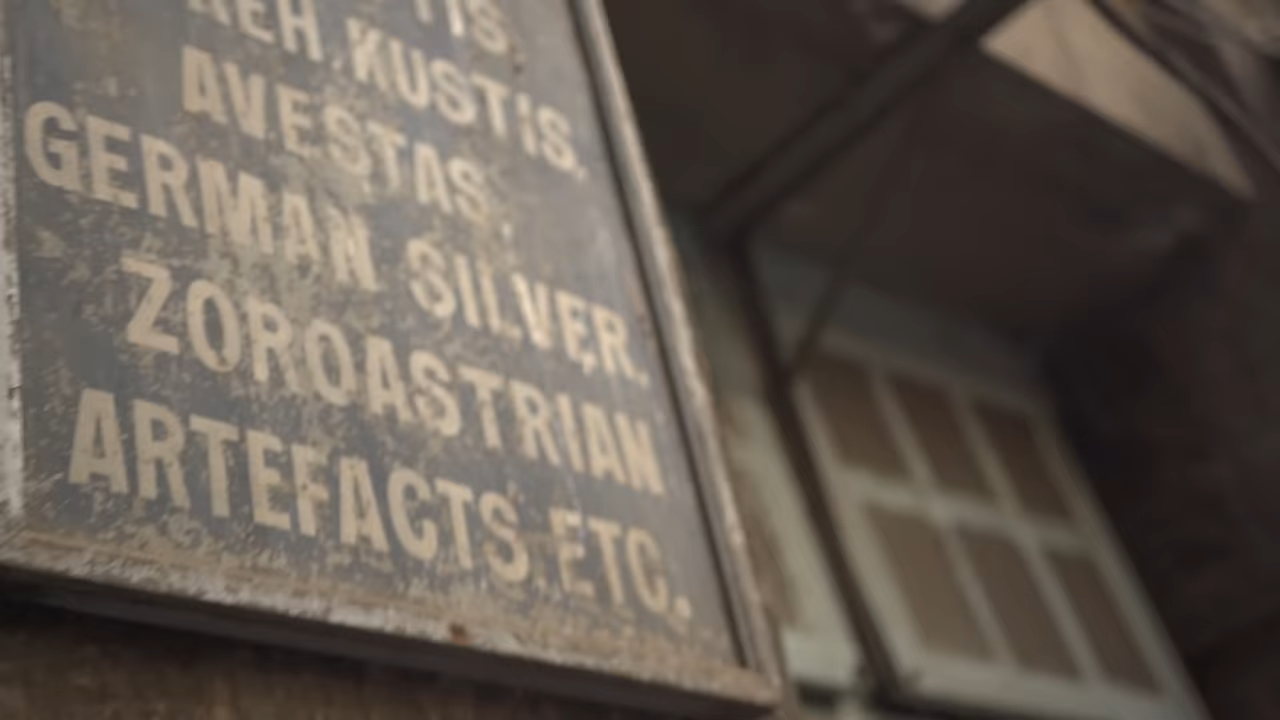 KUSTIS.
AVESTAS.
GERMAN SILVER.
ZOROASTRIAN
ARTEFACTS.ETC.